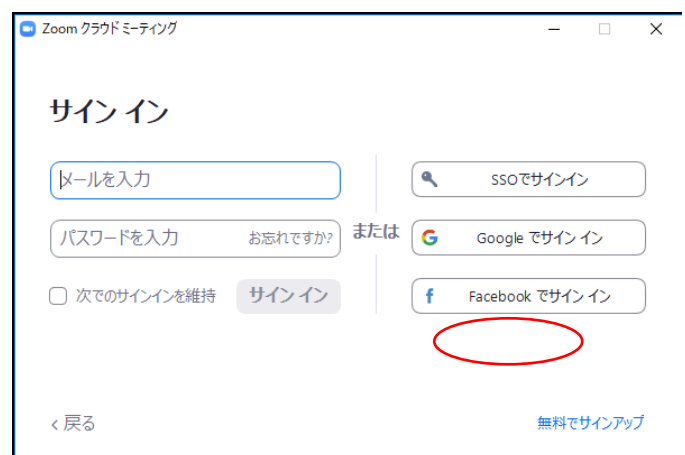 Zoom クラウド ミーティング
サイン イン
メールを入力
パスワードを入力 お忘れですか?
次でのサインインを維持 サイン イン
または
SSOでサインイン
Google でサイン イン
Facebook でサイン イン
戻る
無料でサインアップ